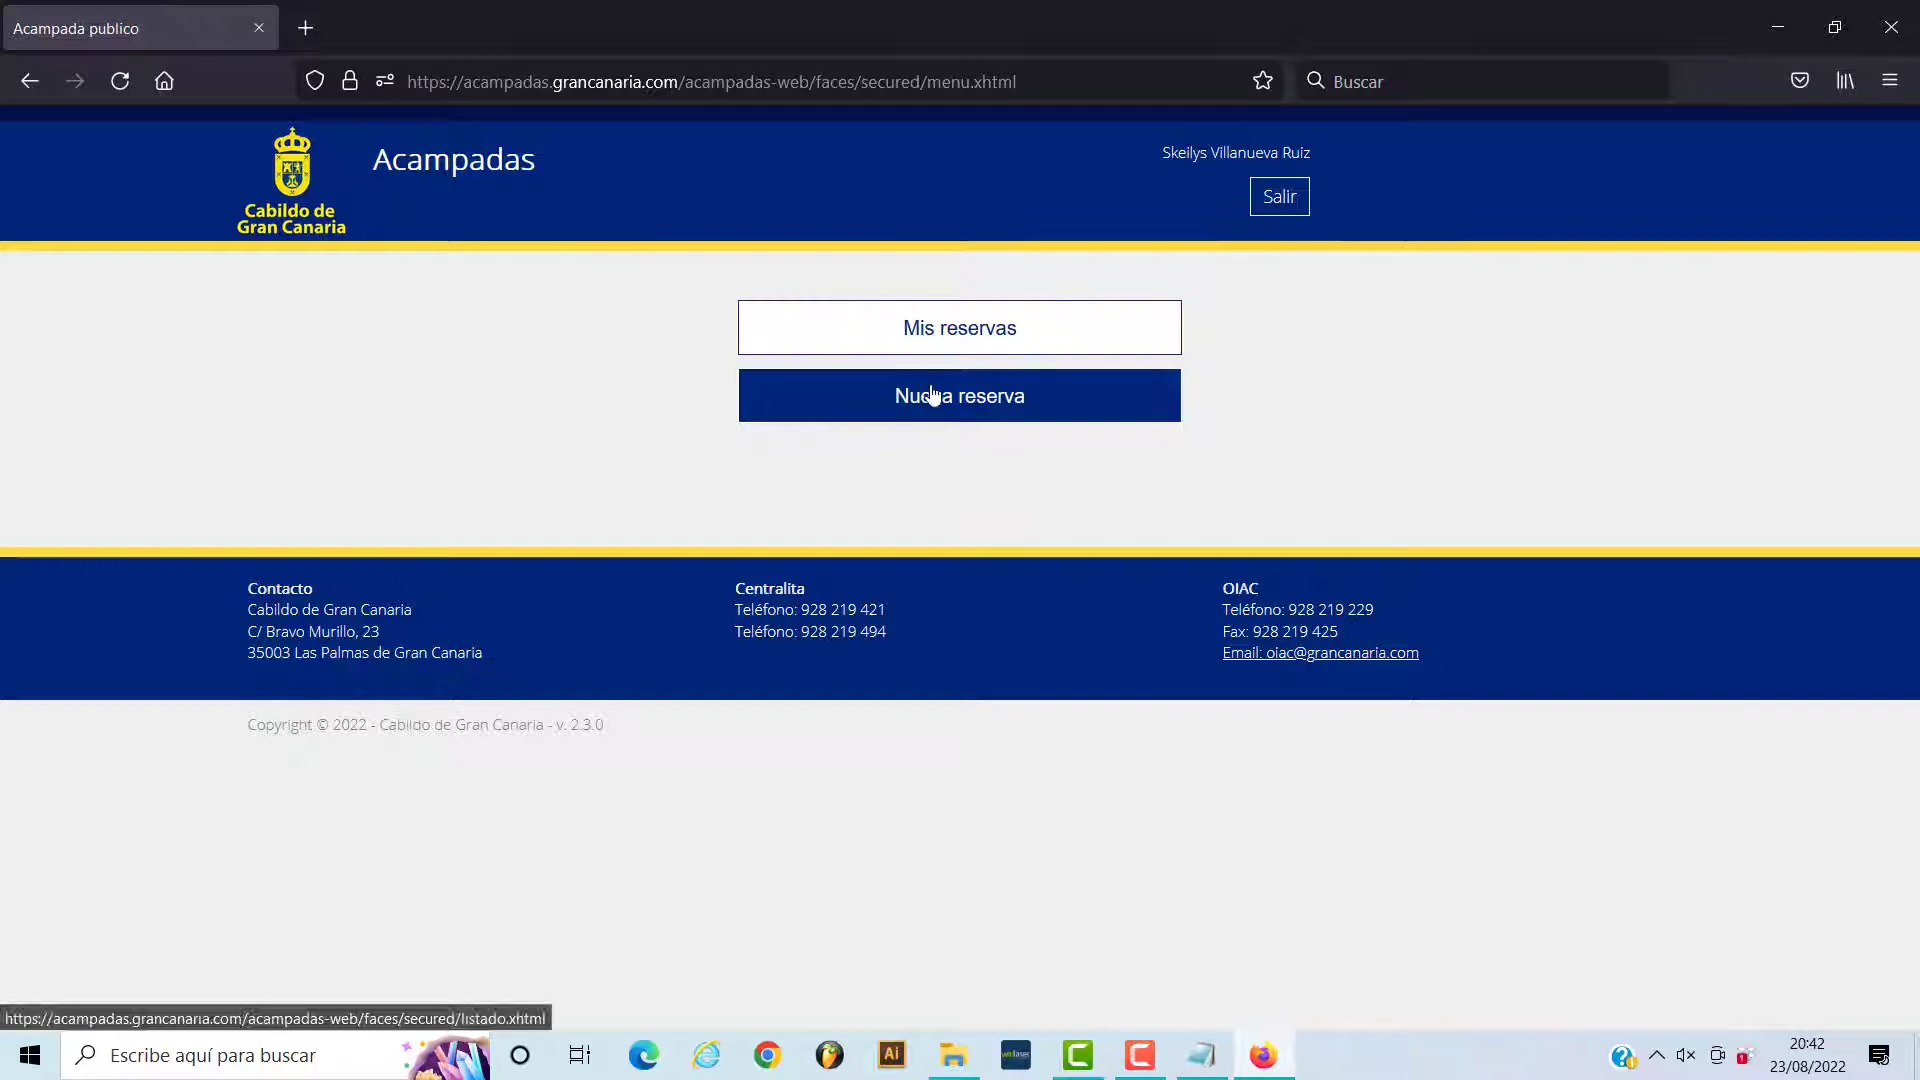 Acampada publico
https://acampadas.grancanaria.com/acampadas-web/faces/secured/menu.xhtml
Buscar
Cabildo de
Gran Canaria
Acampadas
Skeilys Villanueva Ruiz
Salir
Mis reservas
Nueva reserva
Contacto
Cabildo de Gran Canaria
C/ Bravo Murillo, 23
35003 Las Palmas de Gran Canaria
Centralita
Teléfono: 928 219 421
Teléfono: 928 219 494
OIAC
Teléfono: 928 219 229
Fax: 928 219 425
Email: oiac@grancanaria.com
Copyright © 2022 - Cabildo de Gran Canaria - v. 2.3.0
https://acampadas.grancanaria.com/acampadas-web/faces/secured/listado.xhtml
Escribe aquí para buscar
Ai
20:42
23/08/2022